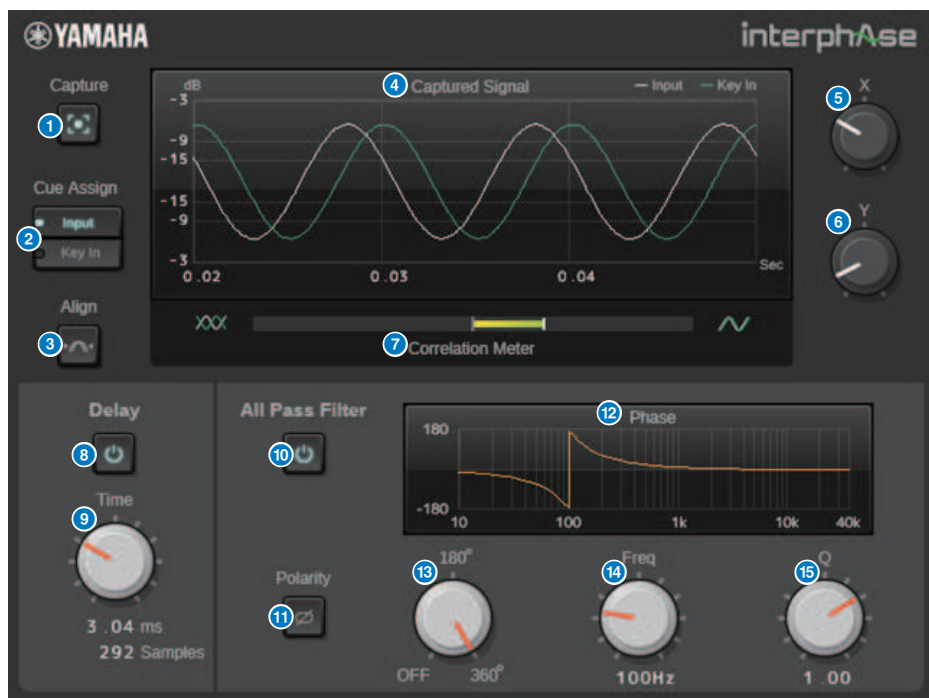 YAMAHA
interphase
Capture
1
Cue Assign
Input
2
Key In
Align
3
dB
4
Captured Signal
Input
Key In
-3
-9
-15
-15
-9
-3
0.02
0.03
0.04
Sec
7
Correlation Meter
X
5
Y
6
Delay
8
Time
9
3.04 ms
292 Samples
All Pass Filter
10
Polarity
11
12
Phase
180
-180
10
100
1k
10k
40k
13
180°
OFF
360°
14
Freq
100Hz
15
Q
1.00